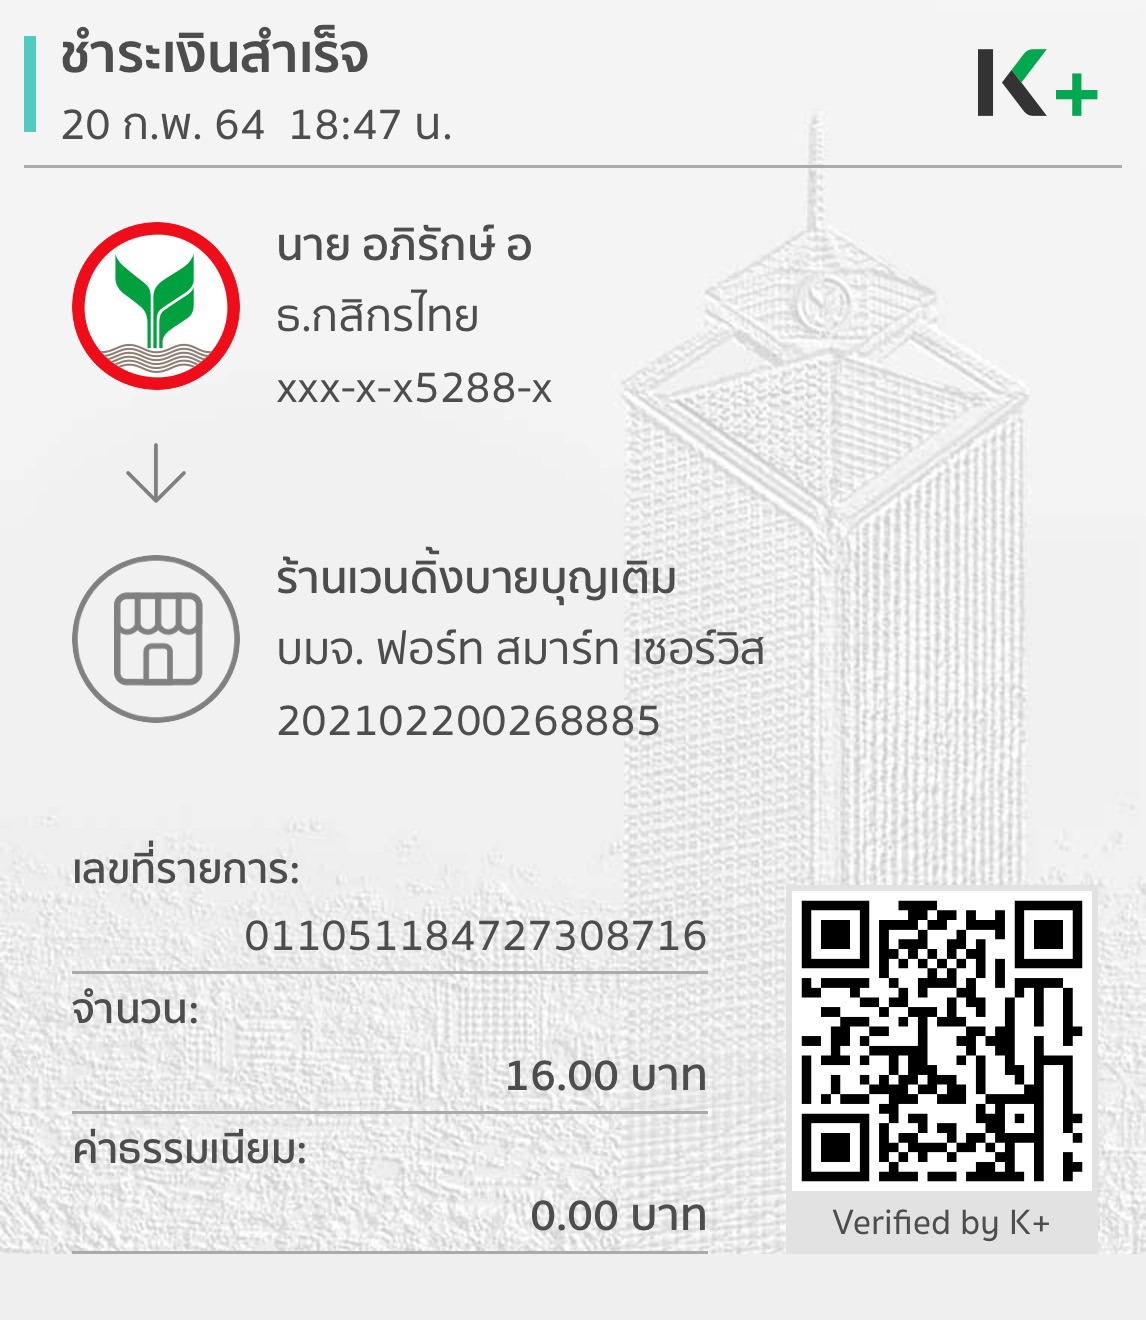 ชำระเงินสำเร็จ
20 ก.พ. 64 18:47 น.
K+
นาย อภิรักษ์ อ
ธ.กสิกรไทย
xxx-x-x5288-x
ร้านเวนดิ้งบายบุญเติม
บมจ. ฟอร์ท สมาร์ท เซอร์วิส
202102200268885
เลขที่รายการ:
011051184727308716
จำนวน:
16.00 บาท
ค่าธรรมเนียม:
0.00 บาท
Verified by K+